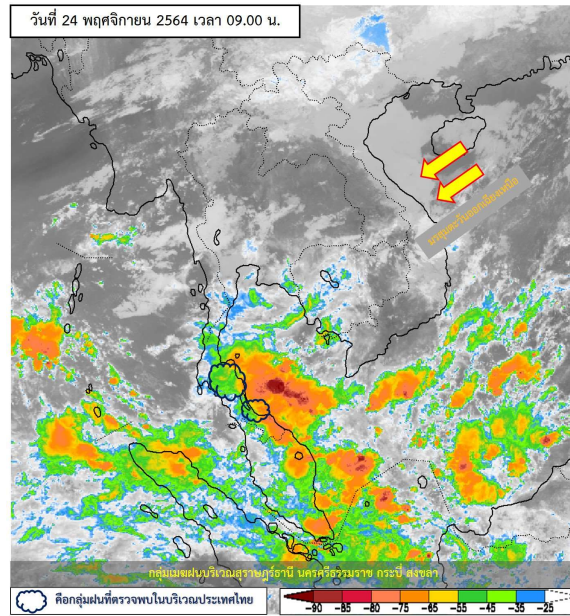 วันที่ 24 พฤศจิกายน 2564 เวลา 09.00 น.
มรสุมตะวันออกเฉียงเหนือ
กลุ่มเมฆฝนบริเวณสุราษฎร์ธานี นครศรีธรรมราช กระบี่ สงขลา
คือกลุ่มฝนที่ตรวจพบในบริเวณประเทศไทย
-90 -85 -80 -75 -65 -55 -45 -35 -25